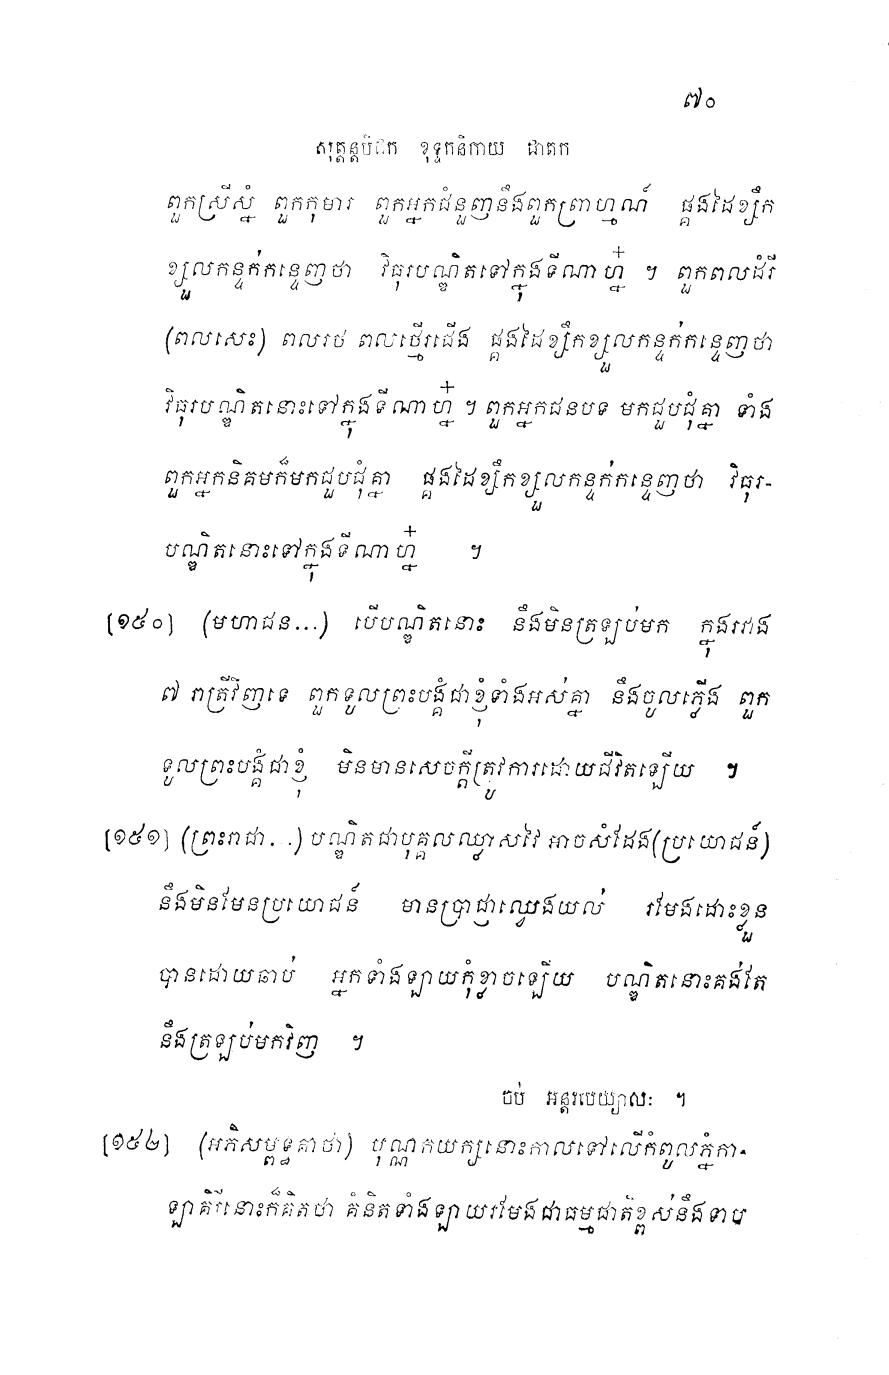 ៧០
សុត្តន្តបិដក ខុទ្ទកនិកាយ ជាតក
ពួកស្រីស្នំ ពួកកុមារ ពួកអ្នកជំនួញនឹងពួកព្រាហ្មណ៍ ផ្គងដៃខ្សឹក
ខ្សួលកន្ទក់កន្ទេញថា វិធុរបណ្ឌិតទៅក្នុងទីណាហ្ន៎ ។ ពួកពលដំរី
(ពលសេះ) ពលរថ ពលថ្មើរជើង ផ្គងដៃខ្សឹកខ្សួលកន្ទក់កន្ទេញថា
វិធុរបណ្ឌិតនោះទៅក្នុងទីណាហ្ន៎ ។ ពួកអ្នកជនបទ មកជួបជុំគ្នា ទាំង
ពួកអ្នកនិគមក៏មកជួបជុំគ្នា ផ្គងដៃខ្សឹកខ្សួលកន្ទក់កន្ទេញថា វិធុរ-
បណ្ឌិតនោះទៅក្នុងទីណាហ្ន៎ ។
[១៥០] (មហាជន...) បើបណ្ឌិតនោះ នឹងមិនត្រឡប់មក ក្នុងរវាង
៧ រាត្រីវិញទេ ពួកទូលព្រះបង្គំជាខ្ញុំទាំងអស់គ្នា នឹងចូលភ្លើង ពួក
ទូលព្រះបង្គំជាខ្ញុំ មិនមានសេចក្តីត្រូវការដោយជីវិតឡើយ ។
[១៥១] (ព្រះរាជា...) បណ្ឌិតជាបុគ្គលឈ្លាសវៃ អាចសំដែង(ប្រយោជន៍)
នឹងមិនមែនប្រយោជន៍ មានប្រាជ្ញាឈ្វេងយល់ រមែងដោះខ្លួន
បានដោយឆាប់ អ្នកទាំងឡាយកុំខ្លាចឡើយ បណ្ឌិតនោះគង់តែ
នឹងត្រឡប់មកវិញ ។
ចប់ អន្តរបេយ្យាលៈ ។
[១៥២] (អភិសម្ពុទ្ធគាថា) បុណ្ណកយក្សនោះកាលទៅលើកំពូលភ្នំកា-
ឡាគិរីនោះក៏គិតថា គំនិតទាំងឡាយរមែងជាធម្មជាតិខ្ពស់នឹងទាប